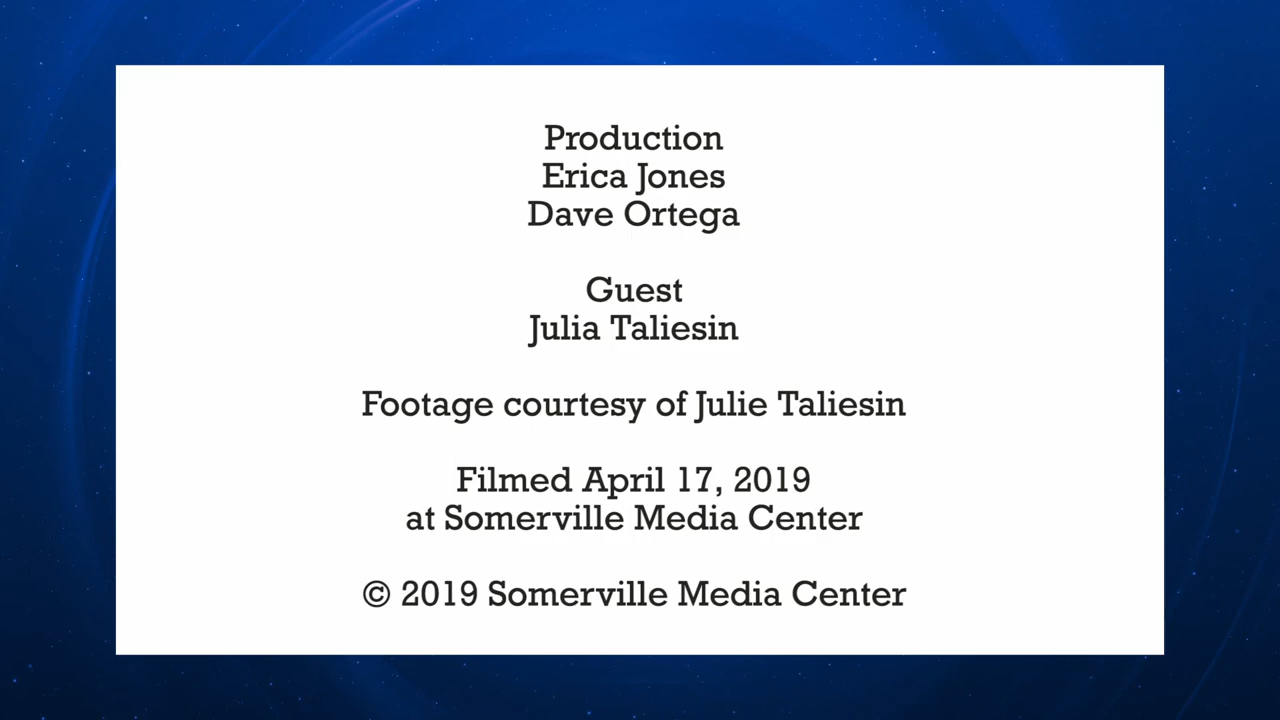 Production
Erica Jones
Dave Ortega
Guest
Julia Taliesin
Footage courtesy of Julie Taliesin
Filmed April 17, 2019
at Somerville Media Center
© 2019 Somerville Media Center